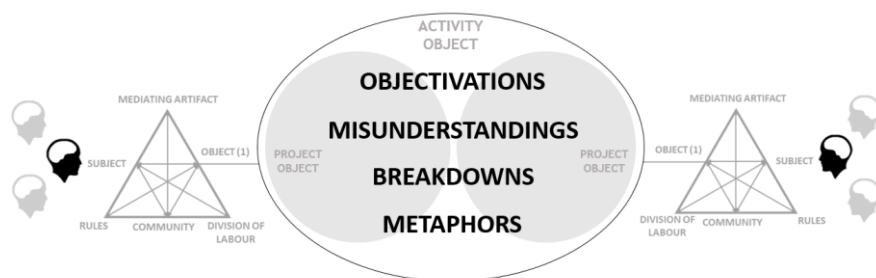 ACTIVITY
OBJECT
OBJECTIVATIONS
MISUNDERSTANDINGS
BREAKDOWNS
METAPHORS
MEDIATING ARTIFACT
SUBJECT
OBJECT (1)
RULES
COMMUNITY
DIVISION OF
LABOUR
PROJECT
OBJECT
PROJECT
OBJECT
MEDIATING ARTIFACT
OBJECT (1)
SUBJECT
DIVISION OF
LABOUR
COMMUNITY
RULES